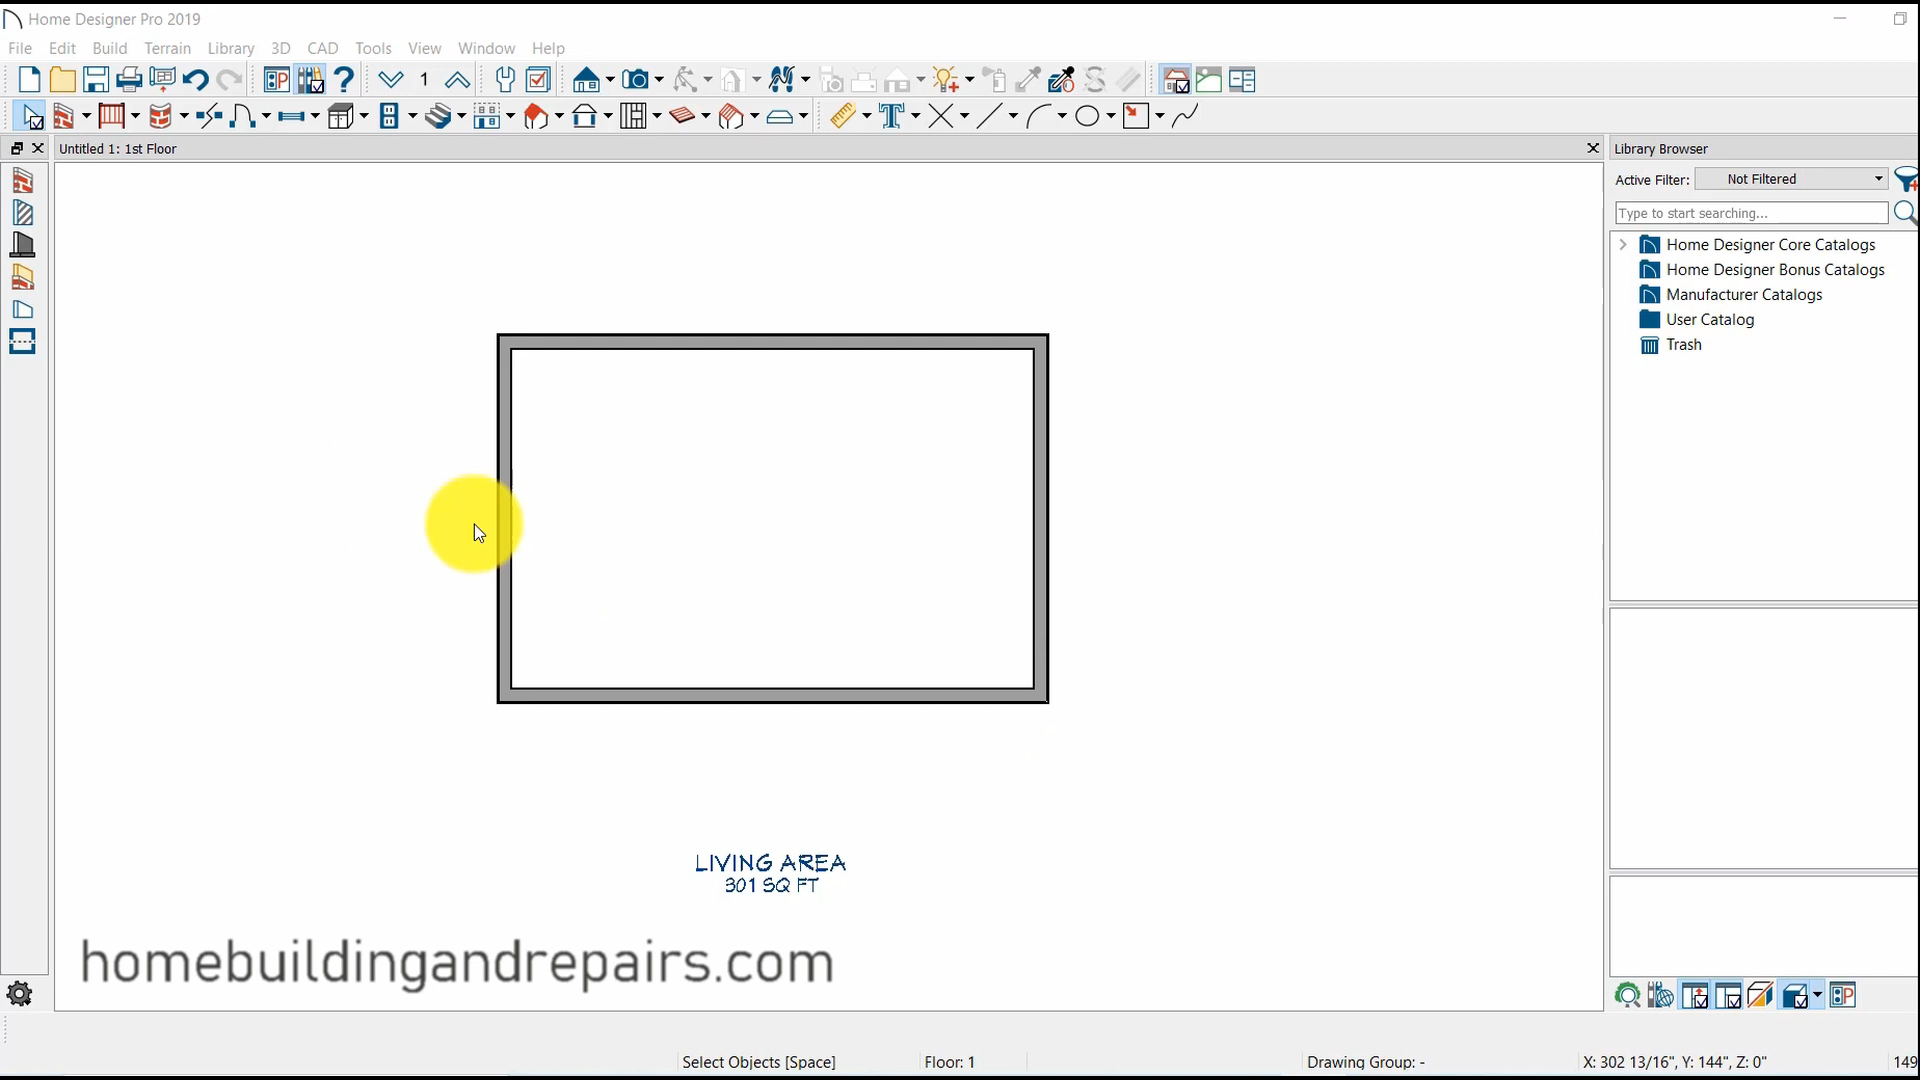 Home Designer Pro 2019
File Edit Build Terrain Library 3D CAD Tools View Window Help
1
Untitled 1: 1st Floor
Library Browser
Active Filter: Not Filtered
Type to start searching...
Home Designer Core Catalogs
Home Designer Bonus Catalogs
Manufacturer Catalogs
User Catalog
Trash
LIVING AREA
301 SQ FT
homebuildingandrepairs.com
Select Objects [Space] Floor: 1 Drawing Group: - X: 302 13/16", Y: 144", Z: 0" 149